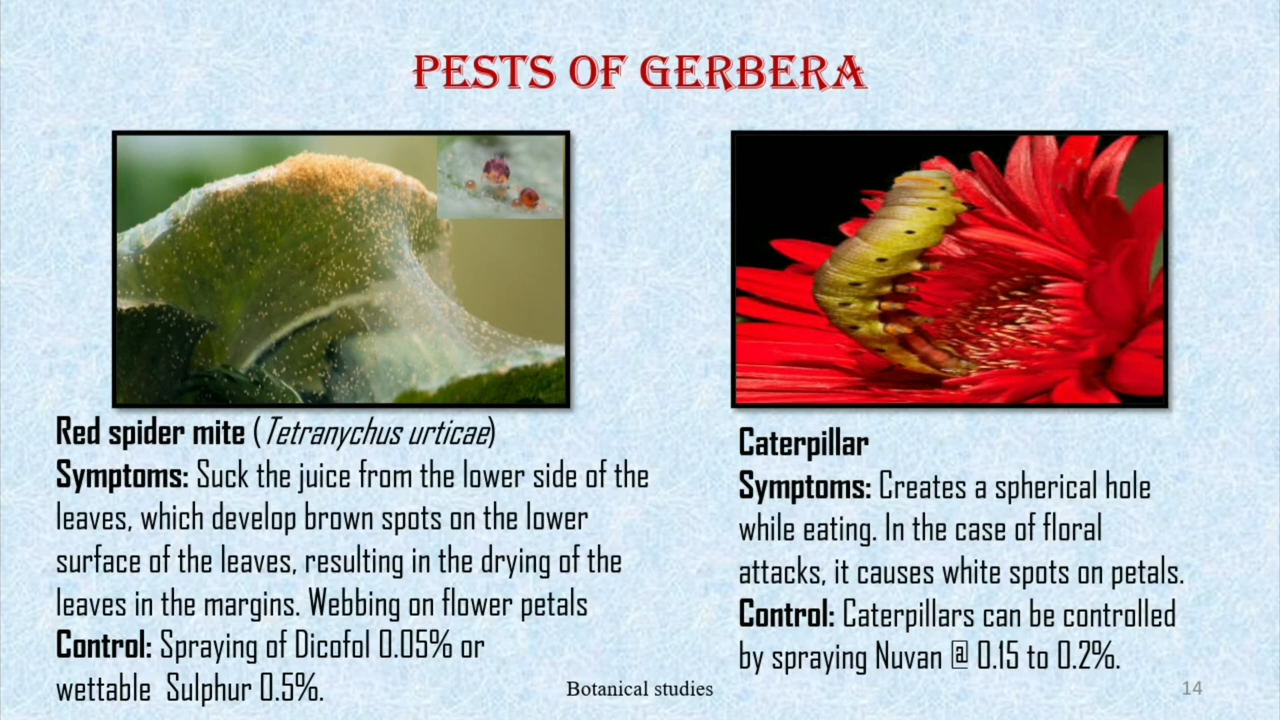 PESTS OF GERBERA
Red spider mite (Tetranychus urticae)
Symptoms: Suck the juice from the lower side of the
leaves, which develop brown spots on the lower
surface of the leaves, resulting in the drying of the
leaves in the margins. Webbing on flower petals
Control: Spraying of Dicofol 0.05% or
wettable Sulphur 0.5%.
Caterpillar
Symptoms: Creates a spherical hole
while eating. In the case of floral
attacks, it causes white spots on petals.
Control: Caterpillars can be controlled
by spraying Nuvan @ 0.15 to 0.2%.
Botanical studies
14